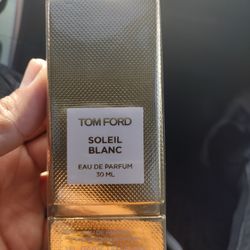 TOM FORD
SOLEIL
BLANC
EAU DE PARFUM
30 ML